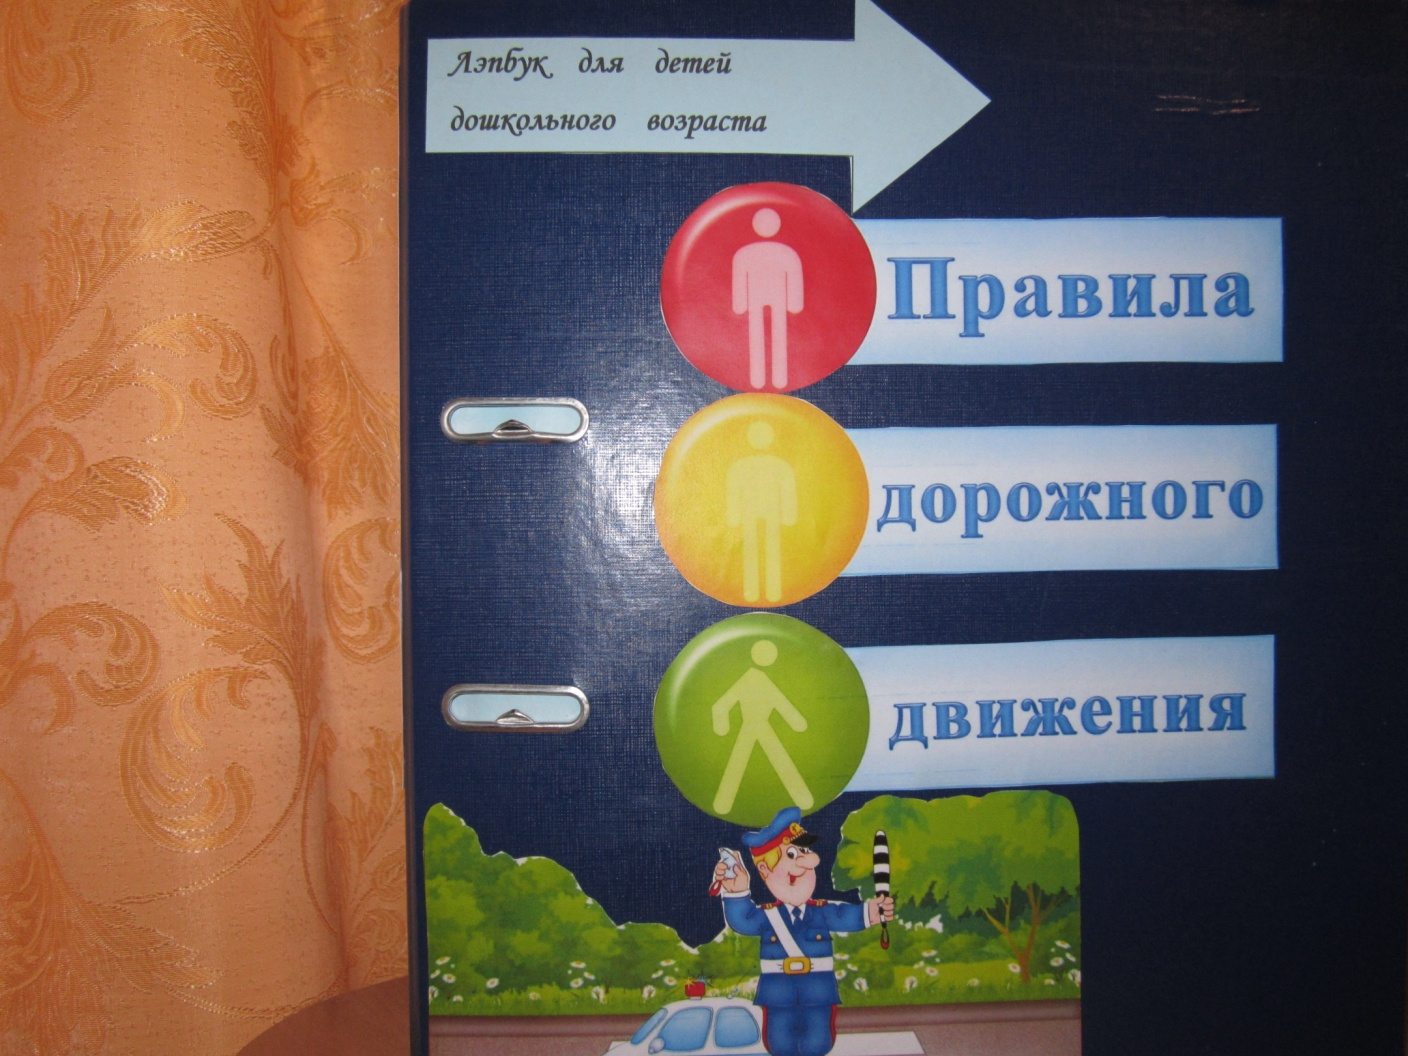 Лэпбук для детей
дошкольного возраста
Правила
дорожного
движения